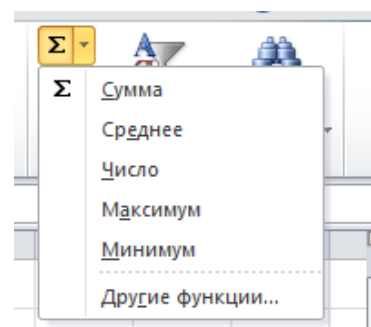 Σ
Σ Сумма
Среднее
Число
Максимум
Минимум
Другие функции...